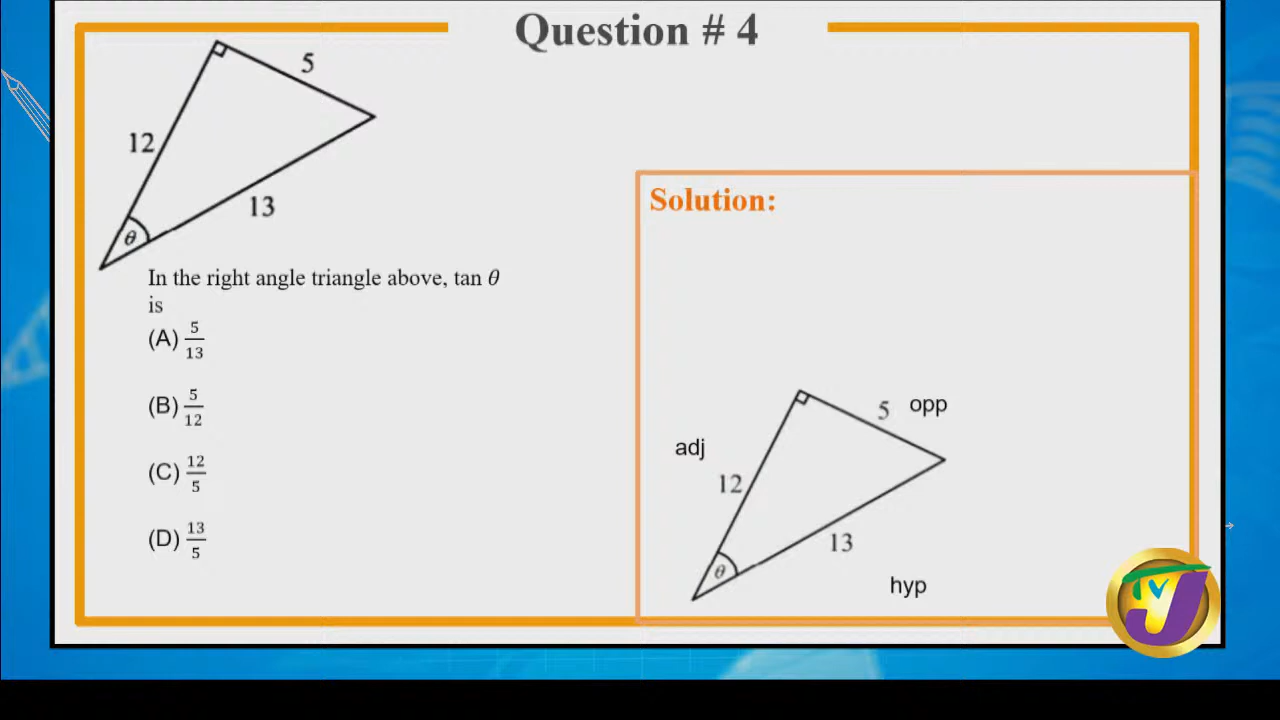 Question # 4
5
12
13
θ
In the right angle triangle above, tan θ
is
(A) 5/13
(B) 5/12
(C) 12/5
(D) 13/5
Solution:
5 opp
adj
12
13
θ
hyp
TVJ